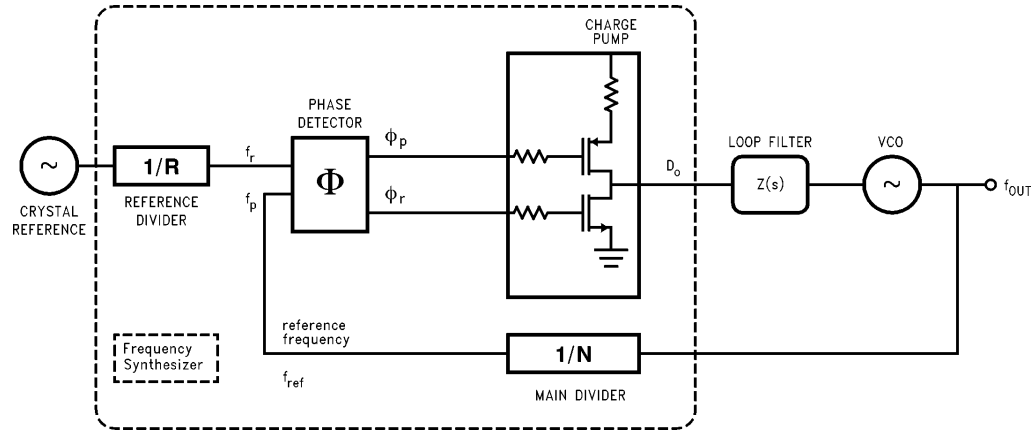 CHARGE
PUMP
PHASE
DETECTOR
LOOP FILTER
VCO
~
1/R
fr
fp
Φ
ϕp
ϕr
Do
Z(s)
~
fOUT
CRYSTAL
REFERENCE
REFERENCE
DIVIDER
reference
frequency
fref
1/N
MAIN DIVIDER
Frequency
Synthesizer